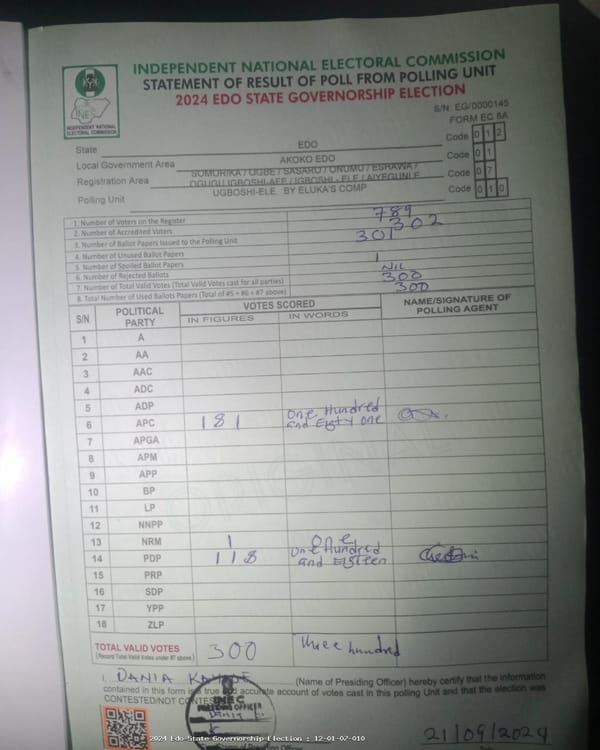 INDEPENDENT NATIONAL ELECTORAL COMMISSION
STATEMENT OF RESULT OF POLL FROM POLLING UNIT
2024 EDO STATE GOVERNORSHIP ELECTION
INEC
INDEPENDENT NATIONAL
ELECTORAL COMMISSION
S/N: EG/0000145
FORM EC 8A
State EDO Code 0 1 2
Local Government Area AKOKO EDO Code 0 1
Registration Area SOMORIKA / OGBE / SASARO / ONUMU / ESHAWA / OGUGU IGBOSHI-AFE / IGBOSHI - ELE / AIYEGUNLE Code 0 7
Polling Unit UGBOSHI-ELE. BY ELUKA'S COMP Code 0 1 0
1. Number of Voters on the Register 789
2. Number of Accredited Voters 302
3. Number of Ballot Papers Issued to the Polling Unit 301
4. Number of Unused Ballot Papers 1
5. Number of Spoiled Ballot Papers
6. Number of Rejected Ballots Nil
7. Number of Total Valid Votes (Total Valid Votes cast for all parties) 300
8. Total Number of Used Ballots Papers (Total of #5 + #6 + #7 above) 300
S/N POLITICAL PARTY VOTES SCORED NAME/SIGNATURE OF POLLING AGENT
IN FIGURES IN WORDS
1 A
2 AA
3 AAC
4 ADC
5 ADP
6 APC 181 One Hundred and Eighty one
7 APGA
8 APM
9 APP
10 BP
11 LP
12 NNPP
13 NRM 1 One
14 PDP 118 One Hundred and Eigteen
15 PRP
16 SDP
17 YPP
18 ZLP
TOTAL VALID VOTES 300 Three hundred
(Record Total Valid Votes under #7 above)
I, DANIA (Name of Presiding Officer) hereby certify that the information
contained in this form is a true and accurate account of votes cast in this polling Unit and that the election was
CONTESTED/NOT CONTESTED
INEC
PRESIDING OFFICER
21/09/2024
2024 Edo State Governorship Election : 12-01-07-010